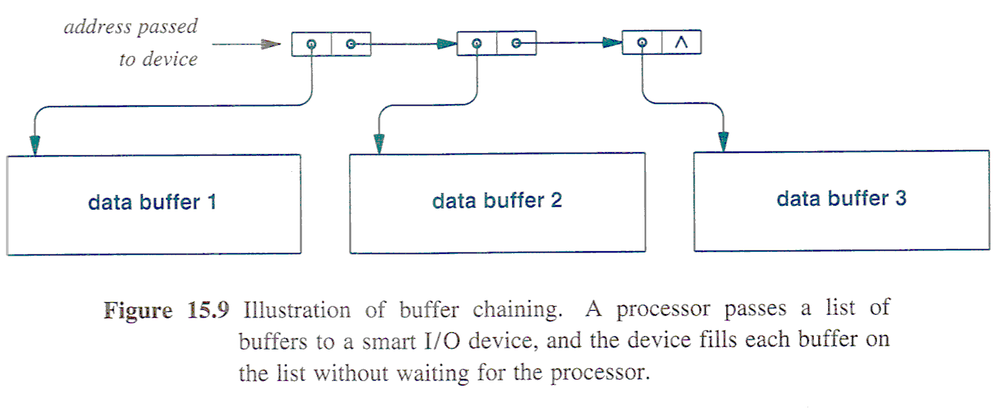 address passed
to device
Λ
data buffer 1
data buffer 2
data buffer 3
Figure 15.9 Illustration of buffer chaining. A processor passes a list of
buffers to a smart I/O device, and the device fills each buffer on
the list without waiting for the processor.